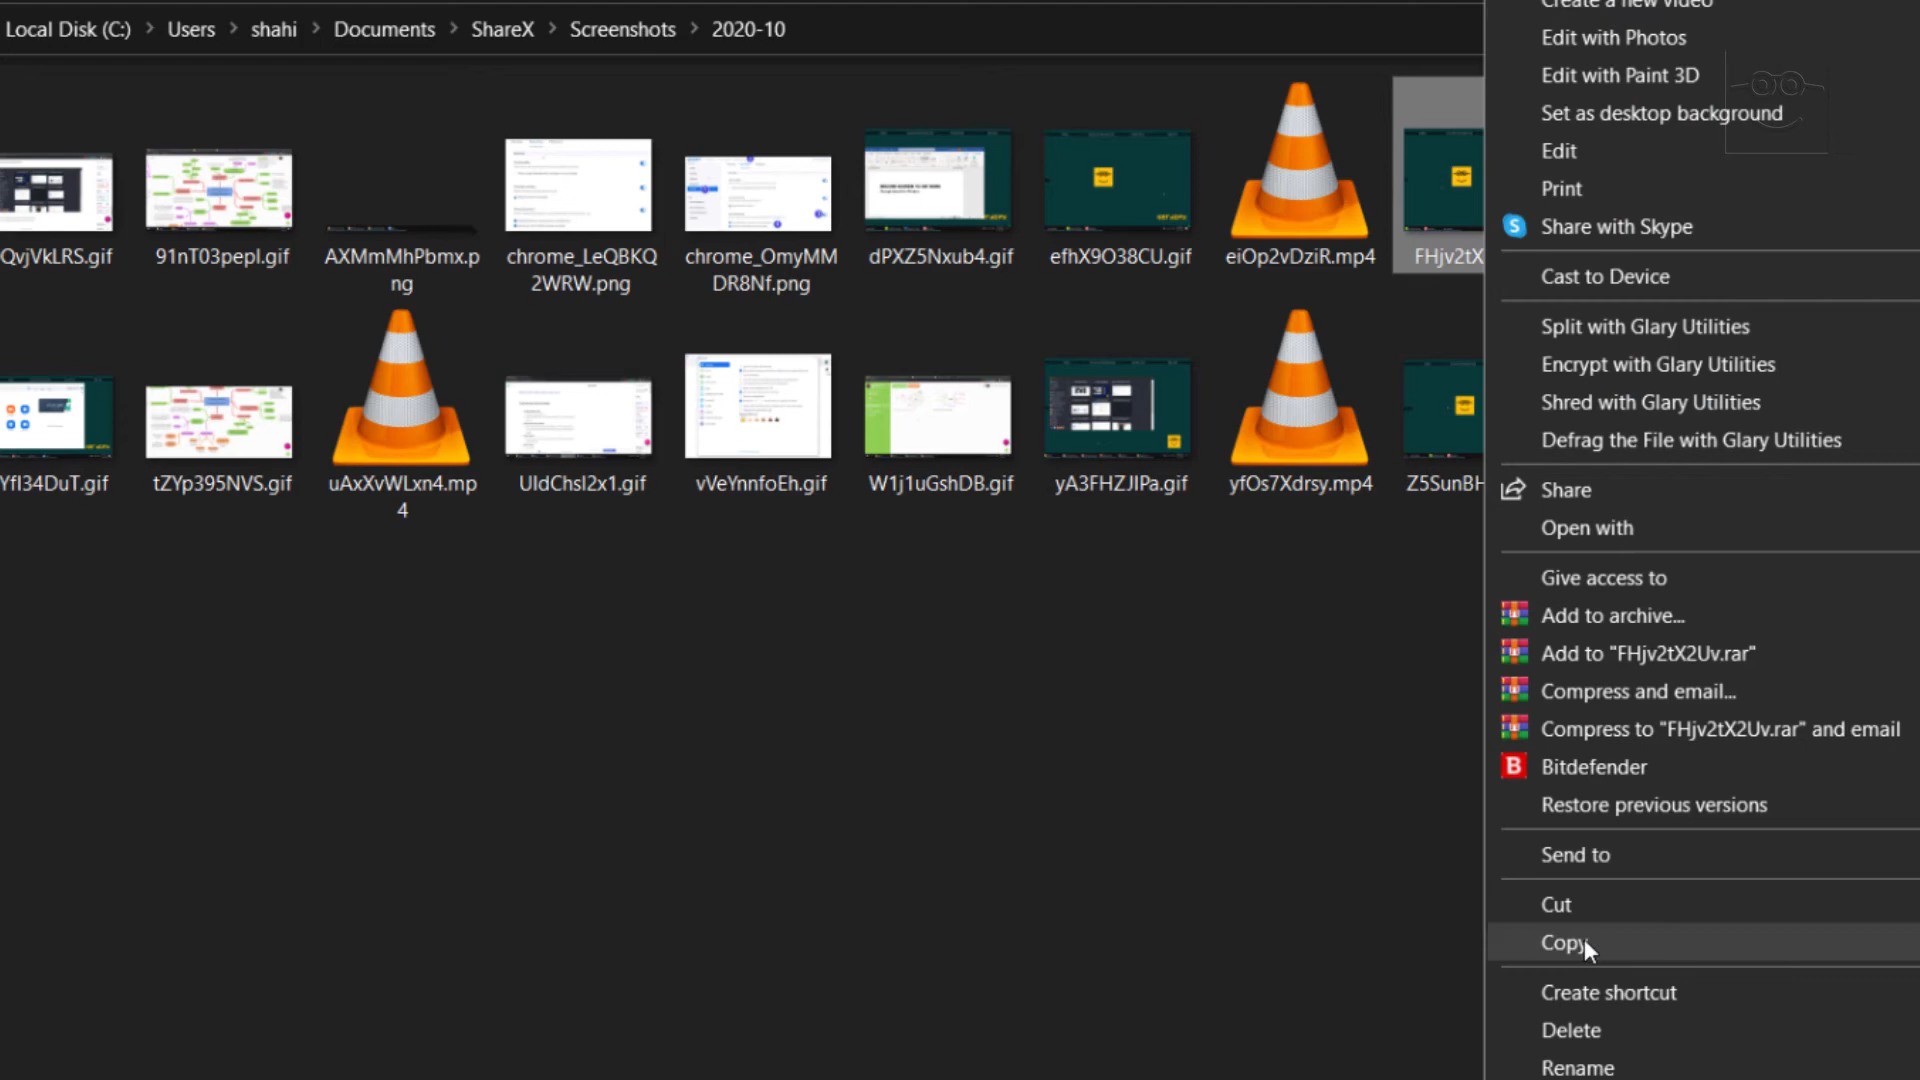 Local Disk (C:) > Users > shahi > Documents > ShareX > Screenshots > 2020-10
QvjVkLRS.gif
91nT03pepI.gif
AXMmMhPbmx.p
ng
chrome_LeQBKQ
2WRW.png
chrome_OmyMM
DR8Nf.png
dPXZ5Nxub4.gif
efhX9O38CU.gif
eiOp2vDziR.mp4
FHjv2tX
YfI34DuT.gif
tZYp395NVS.gif
uAxXvWLxn4.mp
4
UIdChsI2x1.gif
vVeYnnfoEh.gif
W1j1uGshDB.gif
yA3FHZJIPa.gif
yfOs7Xdrsy.mp4
Z5SunBH
Create a new video
Edit with Photos
Edit with Paint 3D
Set as desktop background
Edit
Print
Share with Skype
Cast to Device
Split with Glary Utilities
Encrypt with Glary Utilities
Shred with Glary Utilities
Defrag the File with Glary Utilities
Share
Open with
Give access to
Add to archive...
Add to "FHjv2tX2Uv.rar"
Compress and email...
Compress to "FHjv2tX2Uv.rar" and email
Bitdefender
Restore previous versions
Send to
Cut
Copy
Create shortcut
Delete
Rename